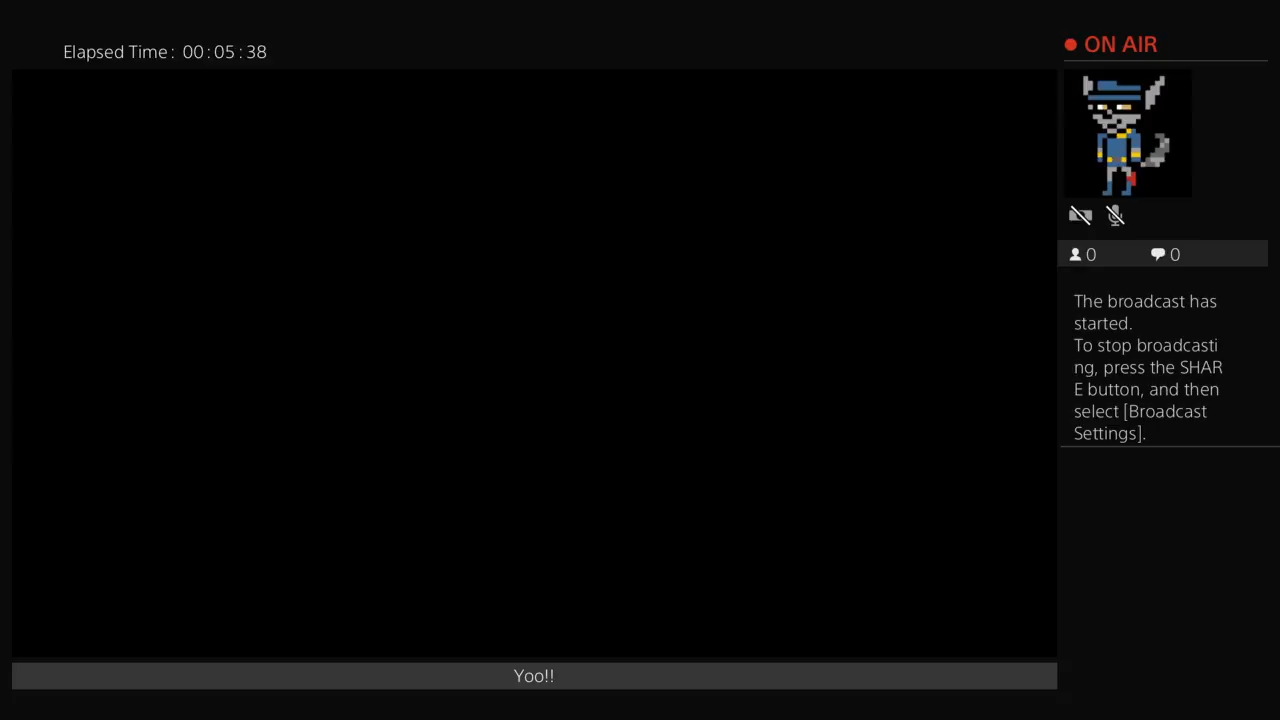 Elapsed Time: 00:05:38
ON AIR
0 0
The broadcast has
started.
To stop broadcasti
ng, press the SHAR
E button, and then
select [Broadcast
Settings].
Yoo!!